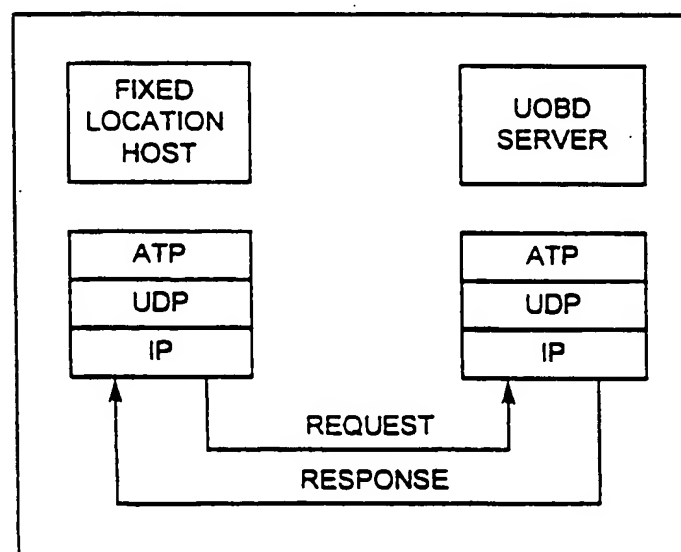 FIXED
LOCATION
HOST
UOBD
SERVER
ATP
UDP
IP
ATP
UDP
IP
REQUEST
RESPONSE